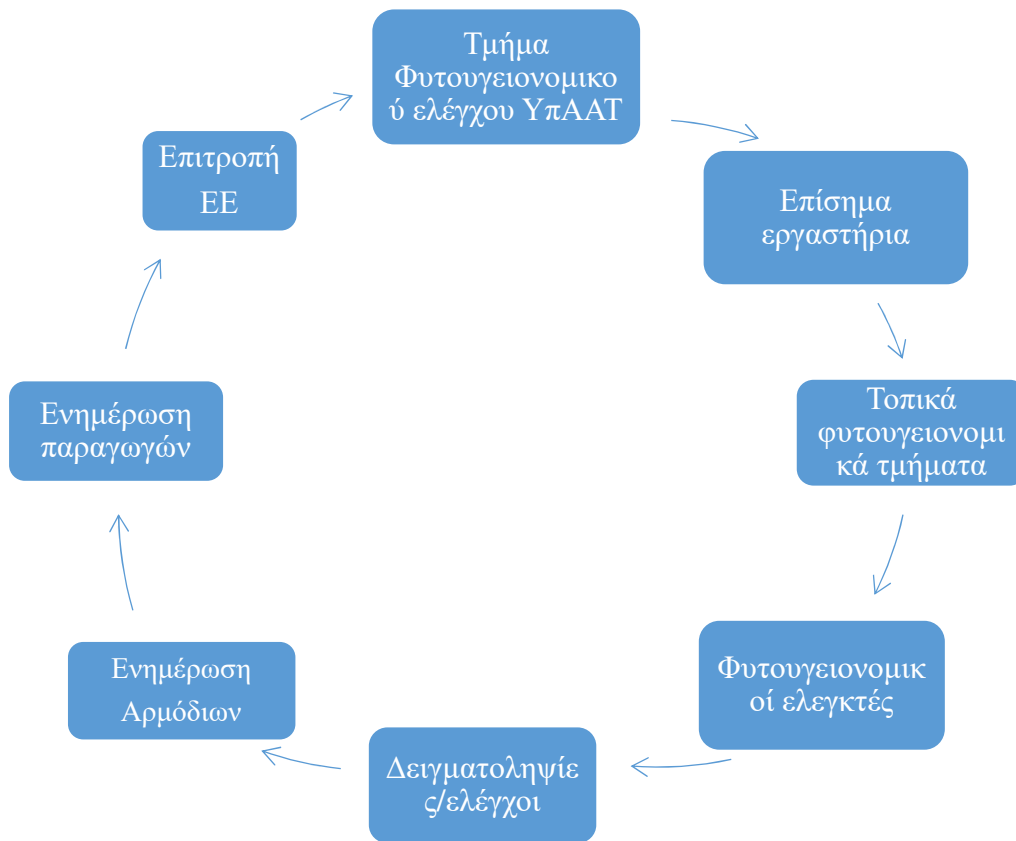 Τμήμα
Φυτουγειονομικο
ύ ελέγχου ΥπΑΑΤ
Επίσημα
εργαστήρια
Τοπικά
φυτουγειονομι
κά τμήματα
Φυτουγειονομικ
οί ελεγκτές
Δειγματοληψίε
ς/ελέγχοι
Ενημέρωση
Αρμόδιων
Ενημέρωση
παραγωγών
Επιτροπή
ΕΕ